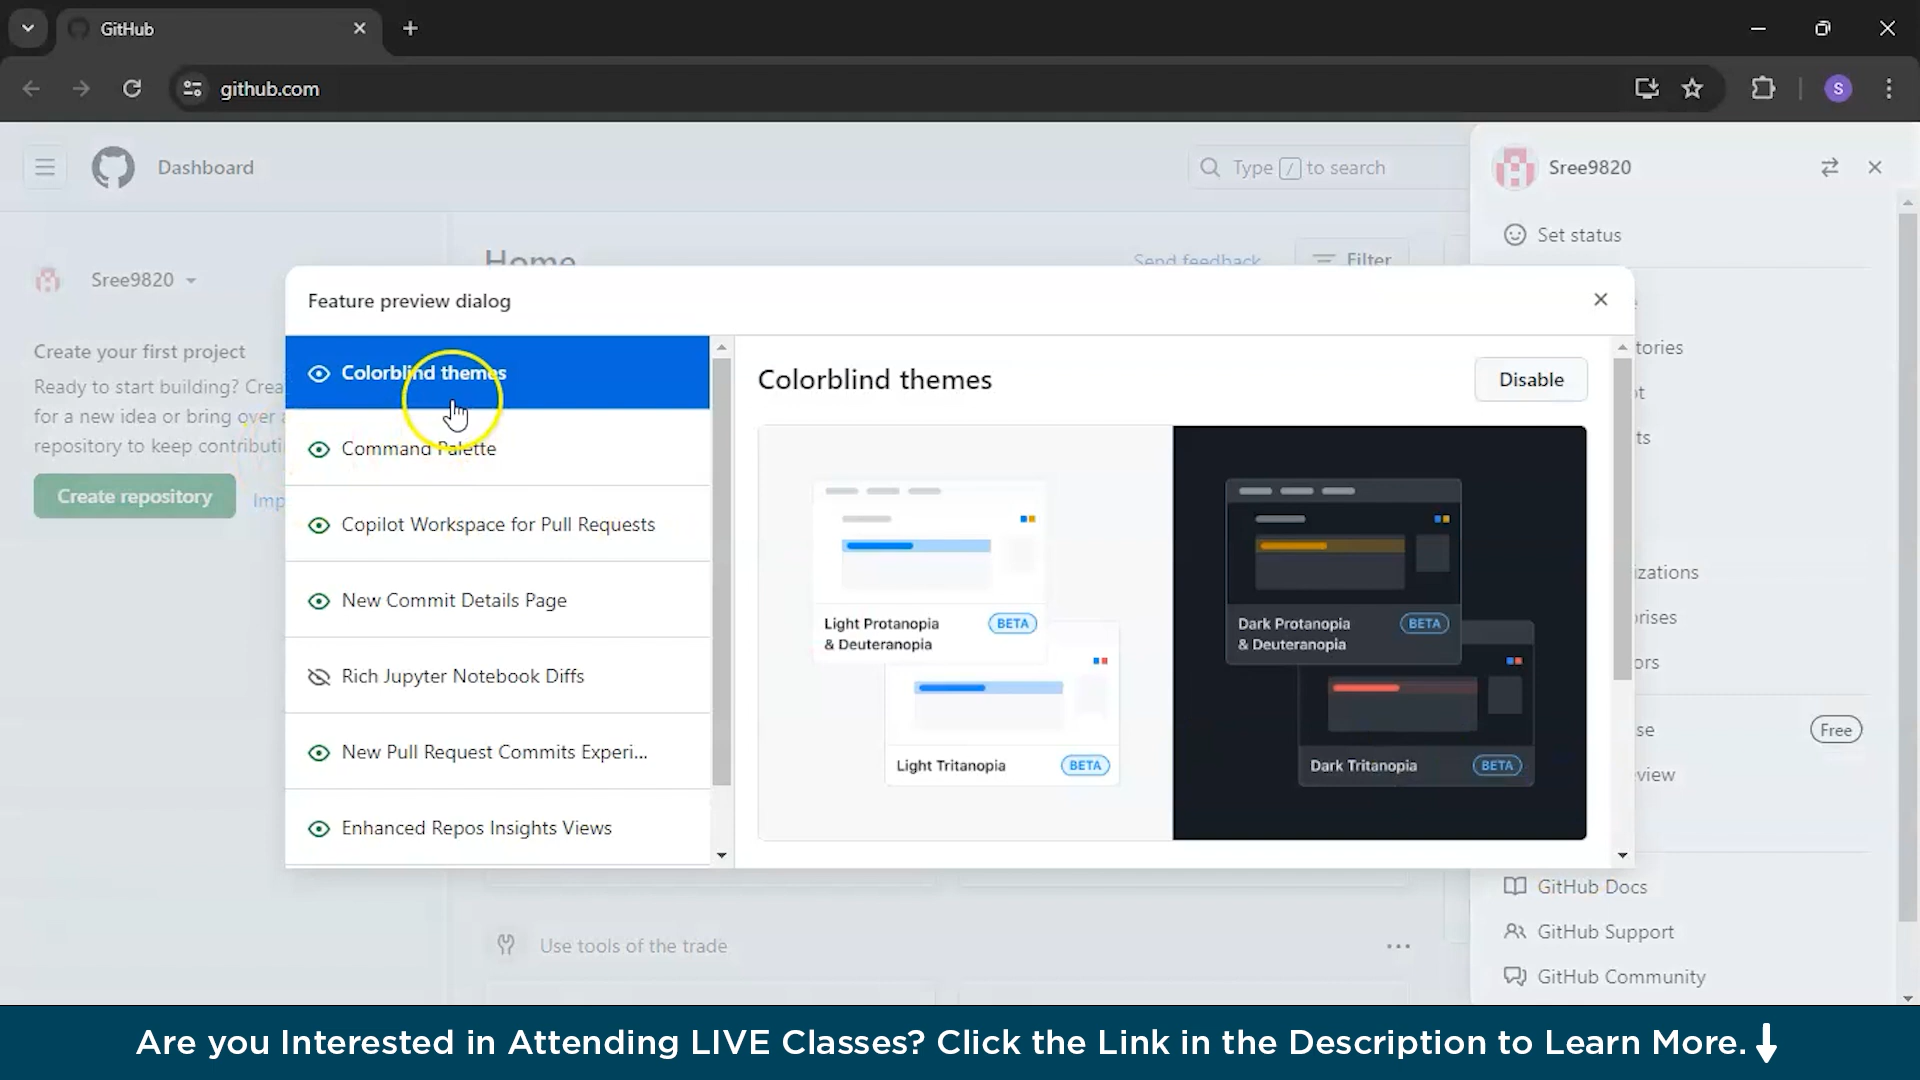 GitHub
github.com
S
Dashboard
Type / to search
Sree9820
Set status
Home
Send feedback
Filter
Sree9820
Create your first project
Ready to start building? Crea
for a new idea or bring over
repository to keep contributi
Create repository
Imp
Feature preview dialog
Colorblind themes
Command Palette
Copilot Workspace for Pull Requests
New Commit Details Page
Rich Jupyter Notebook Diffs
New Pull Request Commits Experi...
Enhanced Repos Insights Views
Colorblind themes
Disable
Light Protanopia
& Deuteranopia
BETA
Light Tritanopia
BETA
Dark Protanopia
& Deuteranopia
BETA
Dark Tritanopia
BETA
tories
ot
ts
izations
rises
ors
se
Free
view
GitHub Docs
GitHub Support
GitHub Community
Use tools of the trade
Are you Interested in Attending LIVE Classes? Click the Link in the Description to Learn More.